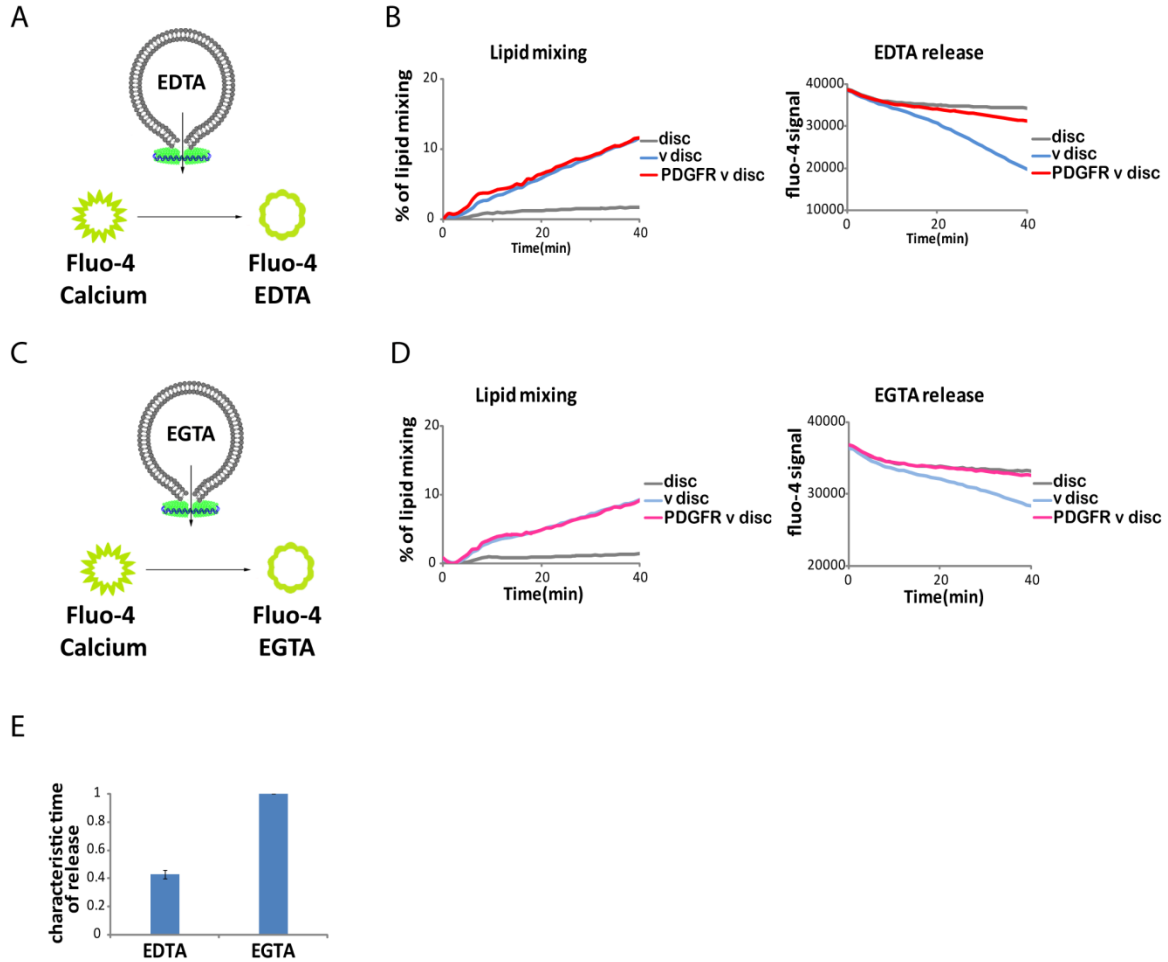 A
EDTA
Fluo-4
Calcium
Fluo-4
EDTA
B
Lipid mixing
% of lipid mixing
20
10
0
0
20
40
Time(min)
disc
v disc
PDGFR v disc
EDTA release
fluo-4 signal
40000
30000
20000
10000
0
20
40
Time(min)
disc
v disc
PDGFR v disc
C
EGTA
Fluo-4
Calcium
Fluo-4
EGTA
D
Lipid mixing
% of lipid mixing
20
10
0
0
20
40
Time(min)
disc
v disc
PDGFR v disc
EGTA release
fluo-4 signal
40000
30000
20000
0
20
40
Time(min)
disc
v disc
PDGFR v disc
E
characteristic time
of release
1
0.8
0.6
0.4
0.2
0
EDTA
EGTA